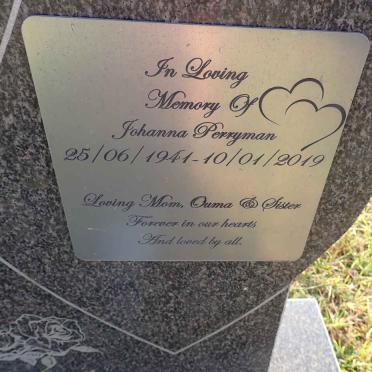 In Loving
Memory Of
Johanna Perryman
25/06/1941-10/01/2019
Loving Mom, Ouma & Sister
Forever in our hearts
And loved by all.